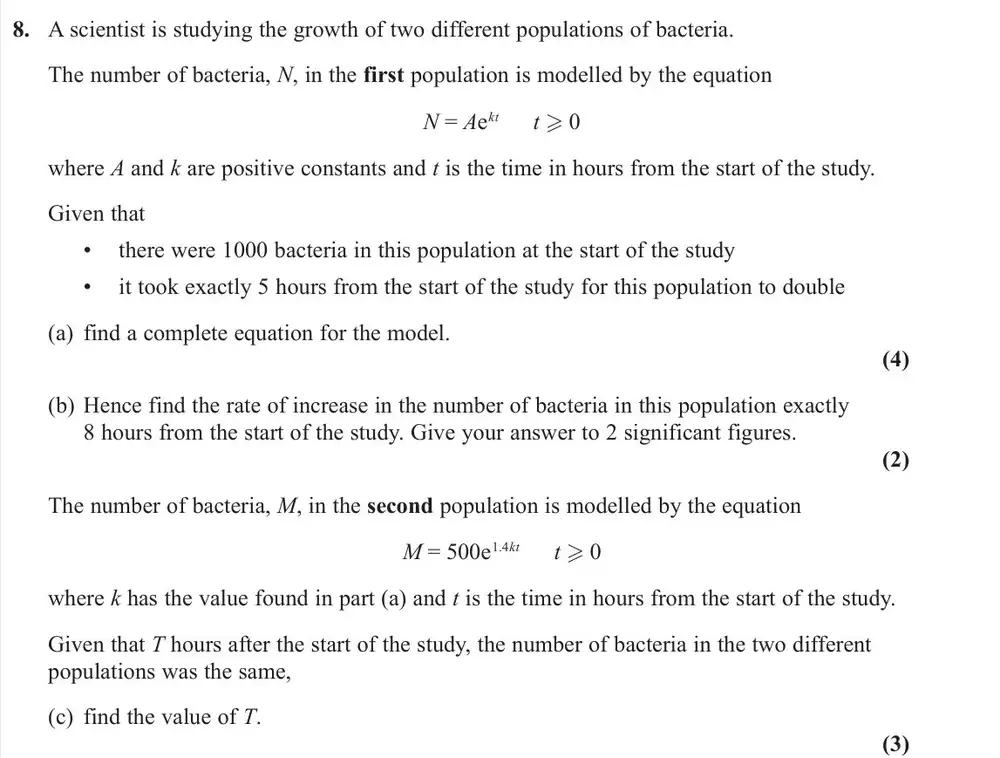 8. A scientist is studying the growth of two different populations of bacteria.
The number of bacteria, N, in the first population is modelled by the equation
N = Ae^{kt} t ⩾ 0
where A and k are positive constants and t is the time in hours from the start of the study.
Given that
• there were 1000 bacteria in this population at the start of the study
• it took exactly 5 hours from the start of the study for this population to double
(a) find a complete equation for the model.
(4)
(b) Hence find the rate of increase in the number of bacteria in this population exactly
8 hours from the start of the study. Give your answer to 2 significant figures.
(2)
The number of bacteria, M, in the second population is modelled by the equation
M = 500e^{1.4kt} t ⩾ 0
where k has the value found in part (a) and t is the time in hours from the start of the study.
Given that T hours after the start of the study, the number of bacteria in the two different
populations was the same,
(c) find the value of T.
(3)